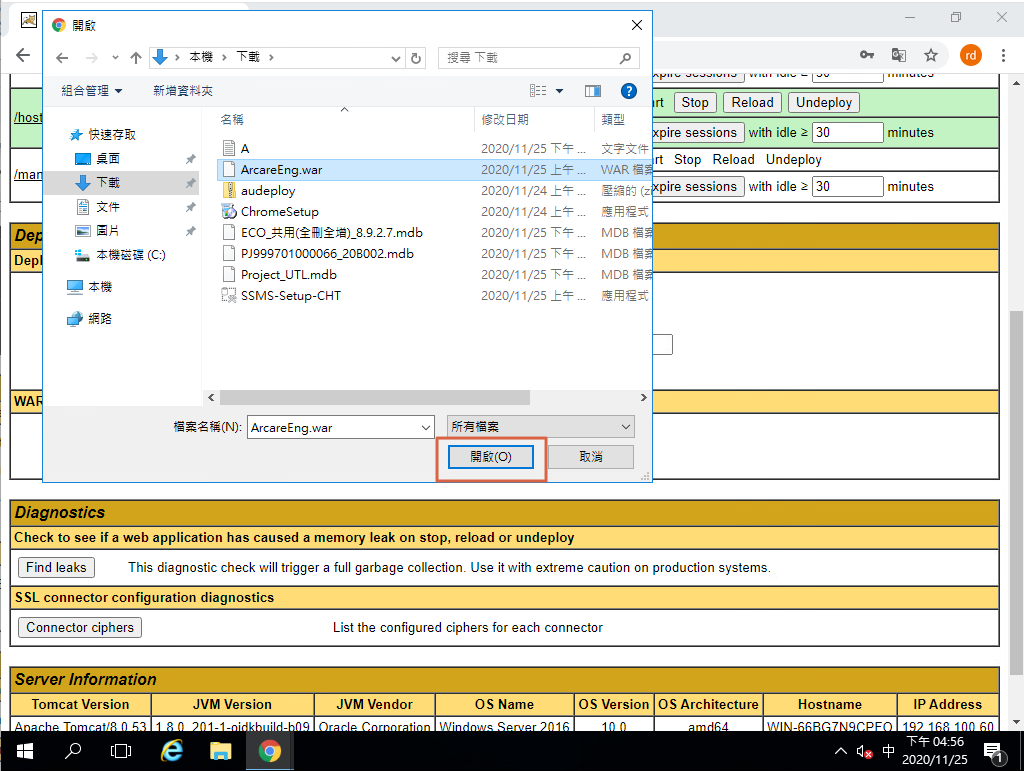 開啟
本機 下載
搜尋 下載
rd
組合管理 新增資料夾
名稱 修改日期 類型
快速存取
桌面
下載
文件
圖片
本機磁碟 (C:)
本機
網路
A 2020/11/25 下午 ... 文字文件
ArcareEng.war 2020/11/25 上午 ... WAR 檔案
audeploy 2020/11/24 上午 ... 壓縮的 (zi
ChromeSetup 2020/11/24 上午 ... 應用程式
ECO_共用(全刪全增)_8.9.2.7.mdb 2020/11/25 下午 ... MDB 檔案
PJ999701000066_20B002.mdb 2020/11/25 下午 ... MDB 檔案
Project_UTL.mdb 2020/11/25 下午 ... MDB 檔案
SSMS-Setup-CHT 2020/11/25 上午 ... 應用程式
檔案名稱(N): ArcareEng.war 所有檔案
開啟(O) 取消
xpire sessions with idle ≥ 30 minutes
/host
rt Stop Reload Undeploy
xpire sessions with idle ≥ 30 minutes
/man
rt Stop Reload Undeploy
xpire sessions with idle ≥ 30 minutes
Dep
Depl
WAR
Diagnostics
Check to see if a web application has caused a memory leak on stop, reload or undeploy
Find leaks This diagnostic check will trigger a full garbage collection. Use it with extreme caution on production systems.
SSL connector configuration diagnostics
Connector ciphers List the configured ciphers for each connector
Server Information
Tomcat Version JVM Version JVM Vendor OS Name OS Version OS Architecture Hostname IP Address
Apache Tomcat/8.0.53 1.8.0_201-1-ojdkbuild-b09 Oracle Corporation Windows Server 2016 10.0 amd64 WIN-66BG7N9CPEO 192.168.100.60
中 下午 04:56
2020/11/25
1